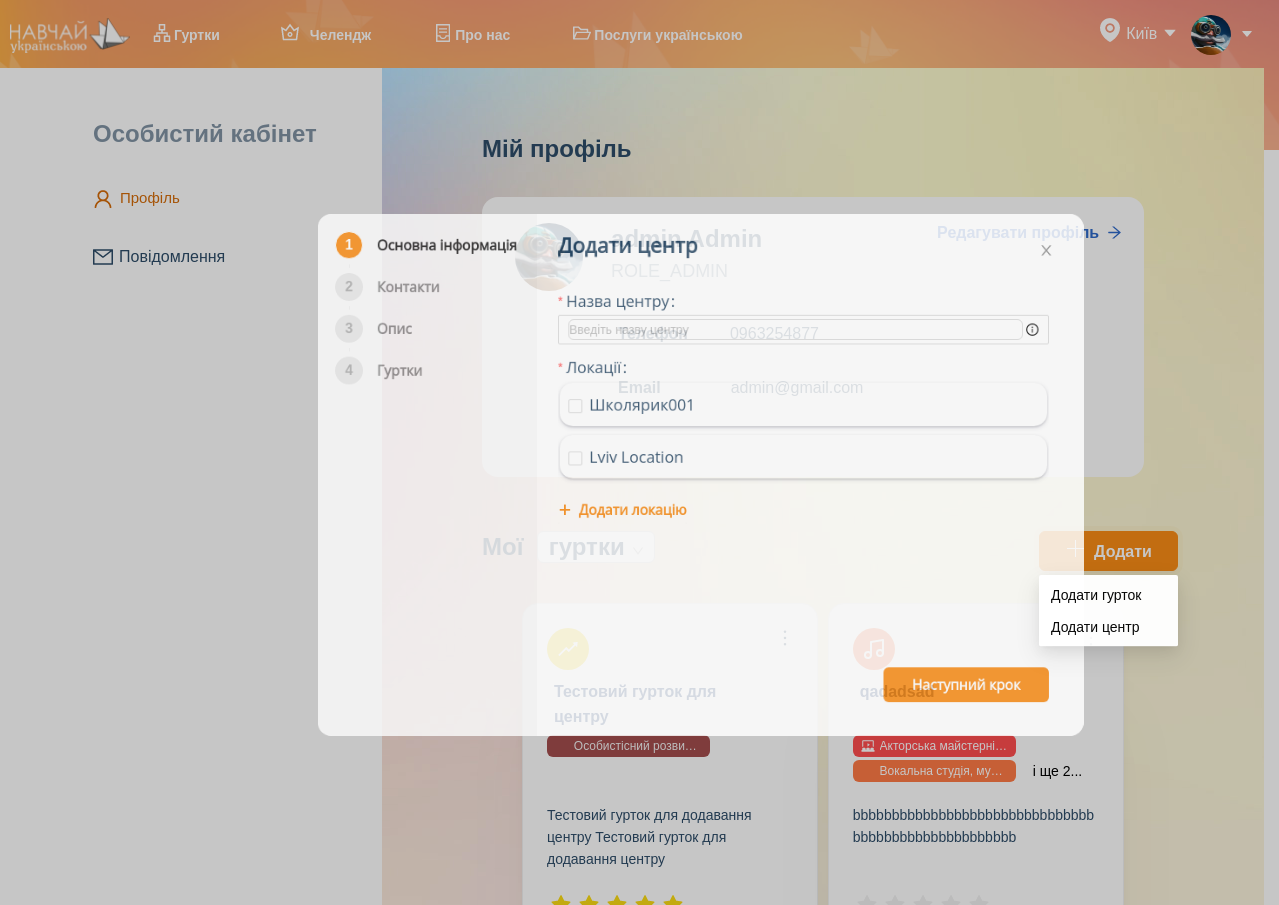 НАВЧАЙ
українською
Гуртки
Челендж
Про нас
Послуги українською
Київ
Особистий кабінет
Профіль
Повідомлення
Мій профіль
admin Admin
ROLE_ADMIN
Редагувати профіль
Телефон 0963254877
Email admin@gmail.com
1 Основна інформація
2 Контакти
3 Опис
4 Гуртки
Додати центр
* Назва центру:
Введіть назву центру
* Локації:
Школярик001
Lviv Location
+ Додати локацію
Наступний крок
Мої гуртки
+ Додати
Додати гурток
Додати центр
Тестовий гурток для
центру
Особистісний розви...
Тестовий гурток для додавання
центру Тестовий гурток для
додавання центру
qadadsad
Акторська майстерні...
Вокальна студія, му...
і ще 2...
bbbbbbbbbbbbbbbbbbbbbbbbbbbbbbb
bbbbbbbbbbbbbbbbbbbbb